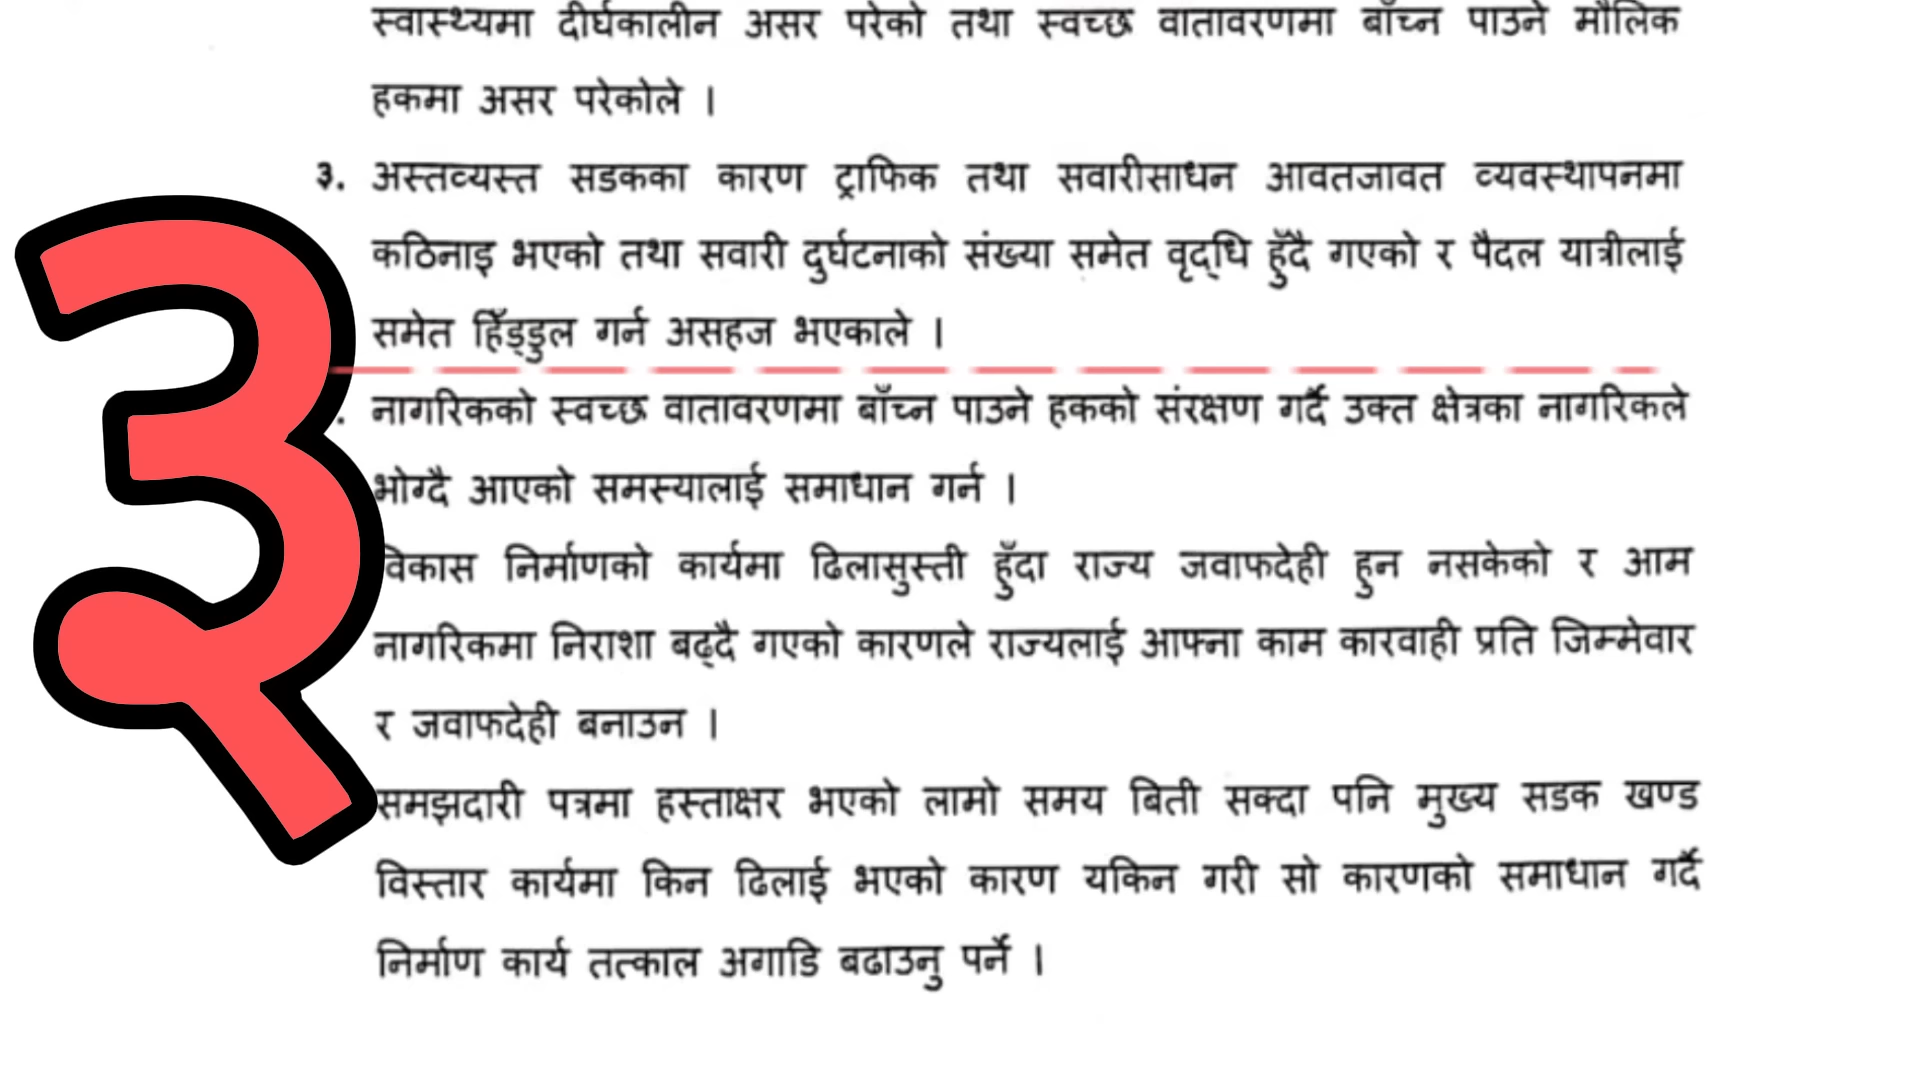 स्वास्थ्यमा दीर्घकालीन असर परेको तथा स्वच्छ वातावरणमा बाँच्न पाउने मौलिक
हकमा असर परेकोले ।
३. अस्तव्यस्त सडकका कारण ट्राफिक तथा सवारीसाधन आवतजावत व्यवस्थापनमा
कठिनाइ भएको तथा सवारी दुर्घटनाको संख्या समेत वृद्धि हुँदै गएको र पैदल यात्रीलाई
समेत हिँड्डुल गर्न असहज भएकाले ।
३
. नागरिकको स्वच्छ वातावरणमा बाँच्न पाउने हकको संरक्षण गर्दै उक्त क्षेत्रका नागरिकले
भोग्दै आएको समस्यालाई समाधान गर्न ।
विकास निर्माणको कार्यमा ढिलासुस्ती हुँदा राज्य जवाफदेही हुन नसकेको र आम
नागरिकमा निराशा बढ्दै गएको कारणले राज्यलाई आफ्ना काम कारवाही प्रति जिम्मेवार
र जवाफदेही बनाउन ।
समझदारी पत्रमा हस्ताक्षर भएको लामो समय बिती सक्दा पनि मुख्य सडक खण्ड
विस्तार कार्यमा किन ढिलाई भएको कारण यकिन गरी सो कारणको समाधान गर्दै
निर्माण कार्य तत्काल अगाडि बढाउनु पर्ने ।